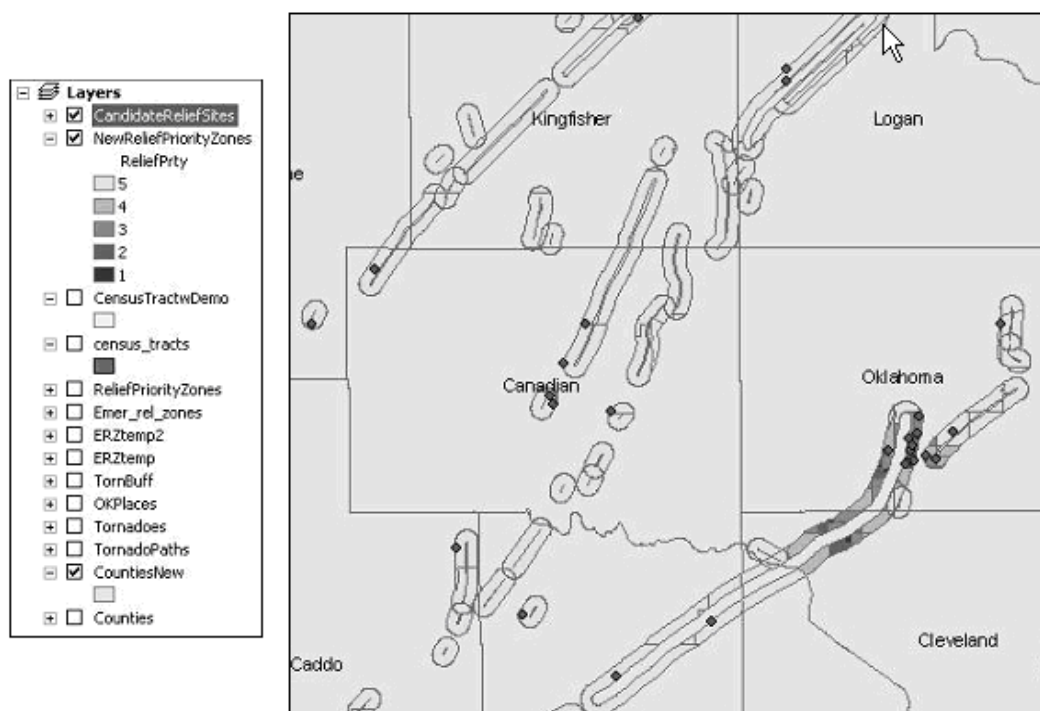 Layers
CandidateReliefSites
NewReliefPriorityZones
ReliefPrty
5
4
3
2
1
CensusTractwDemo
census_tracts
ReliefPriorityZones
Emer_rel_zones
ERZtemp2
ERZtemp
TornBuff
OKPlaces
Tornadoes
TornadoPaths
CountiesNew
Counties
Kingfisher
Logan
ne
Canadian
Oklahoma
Caddo
Cleveland